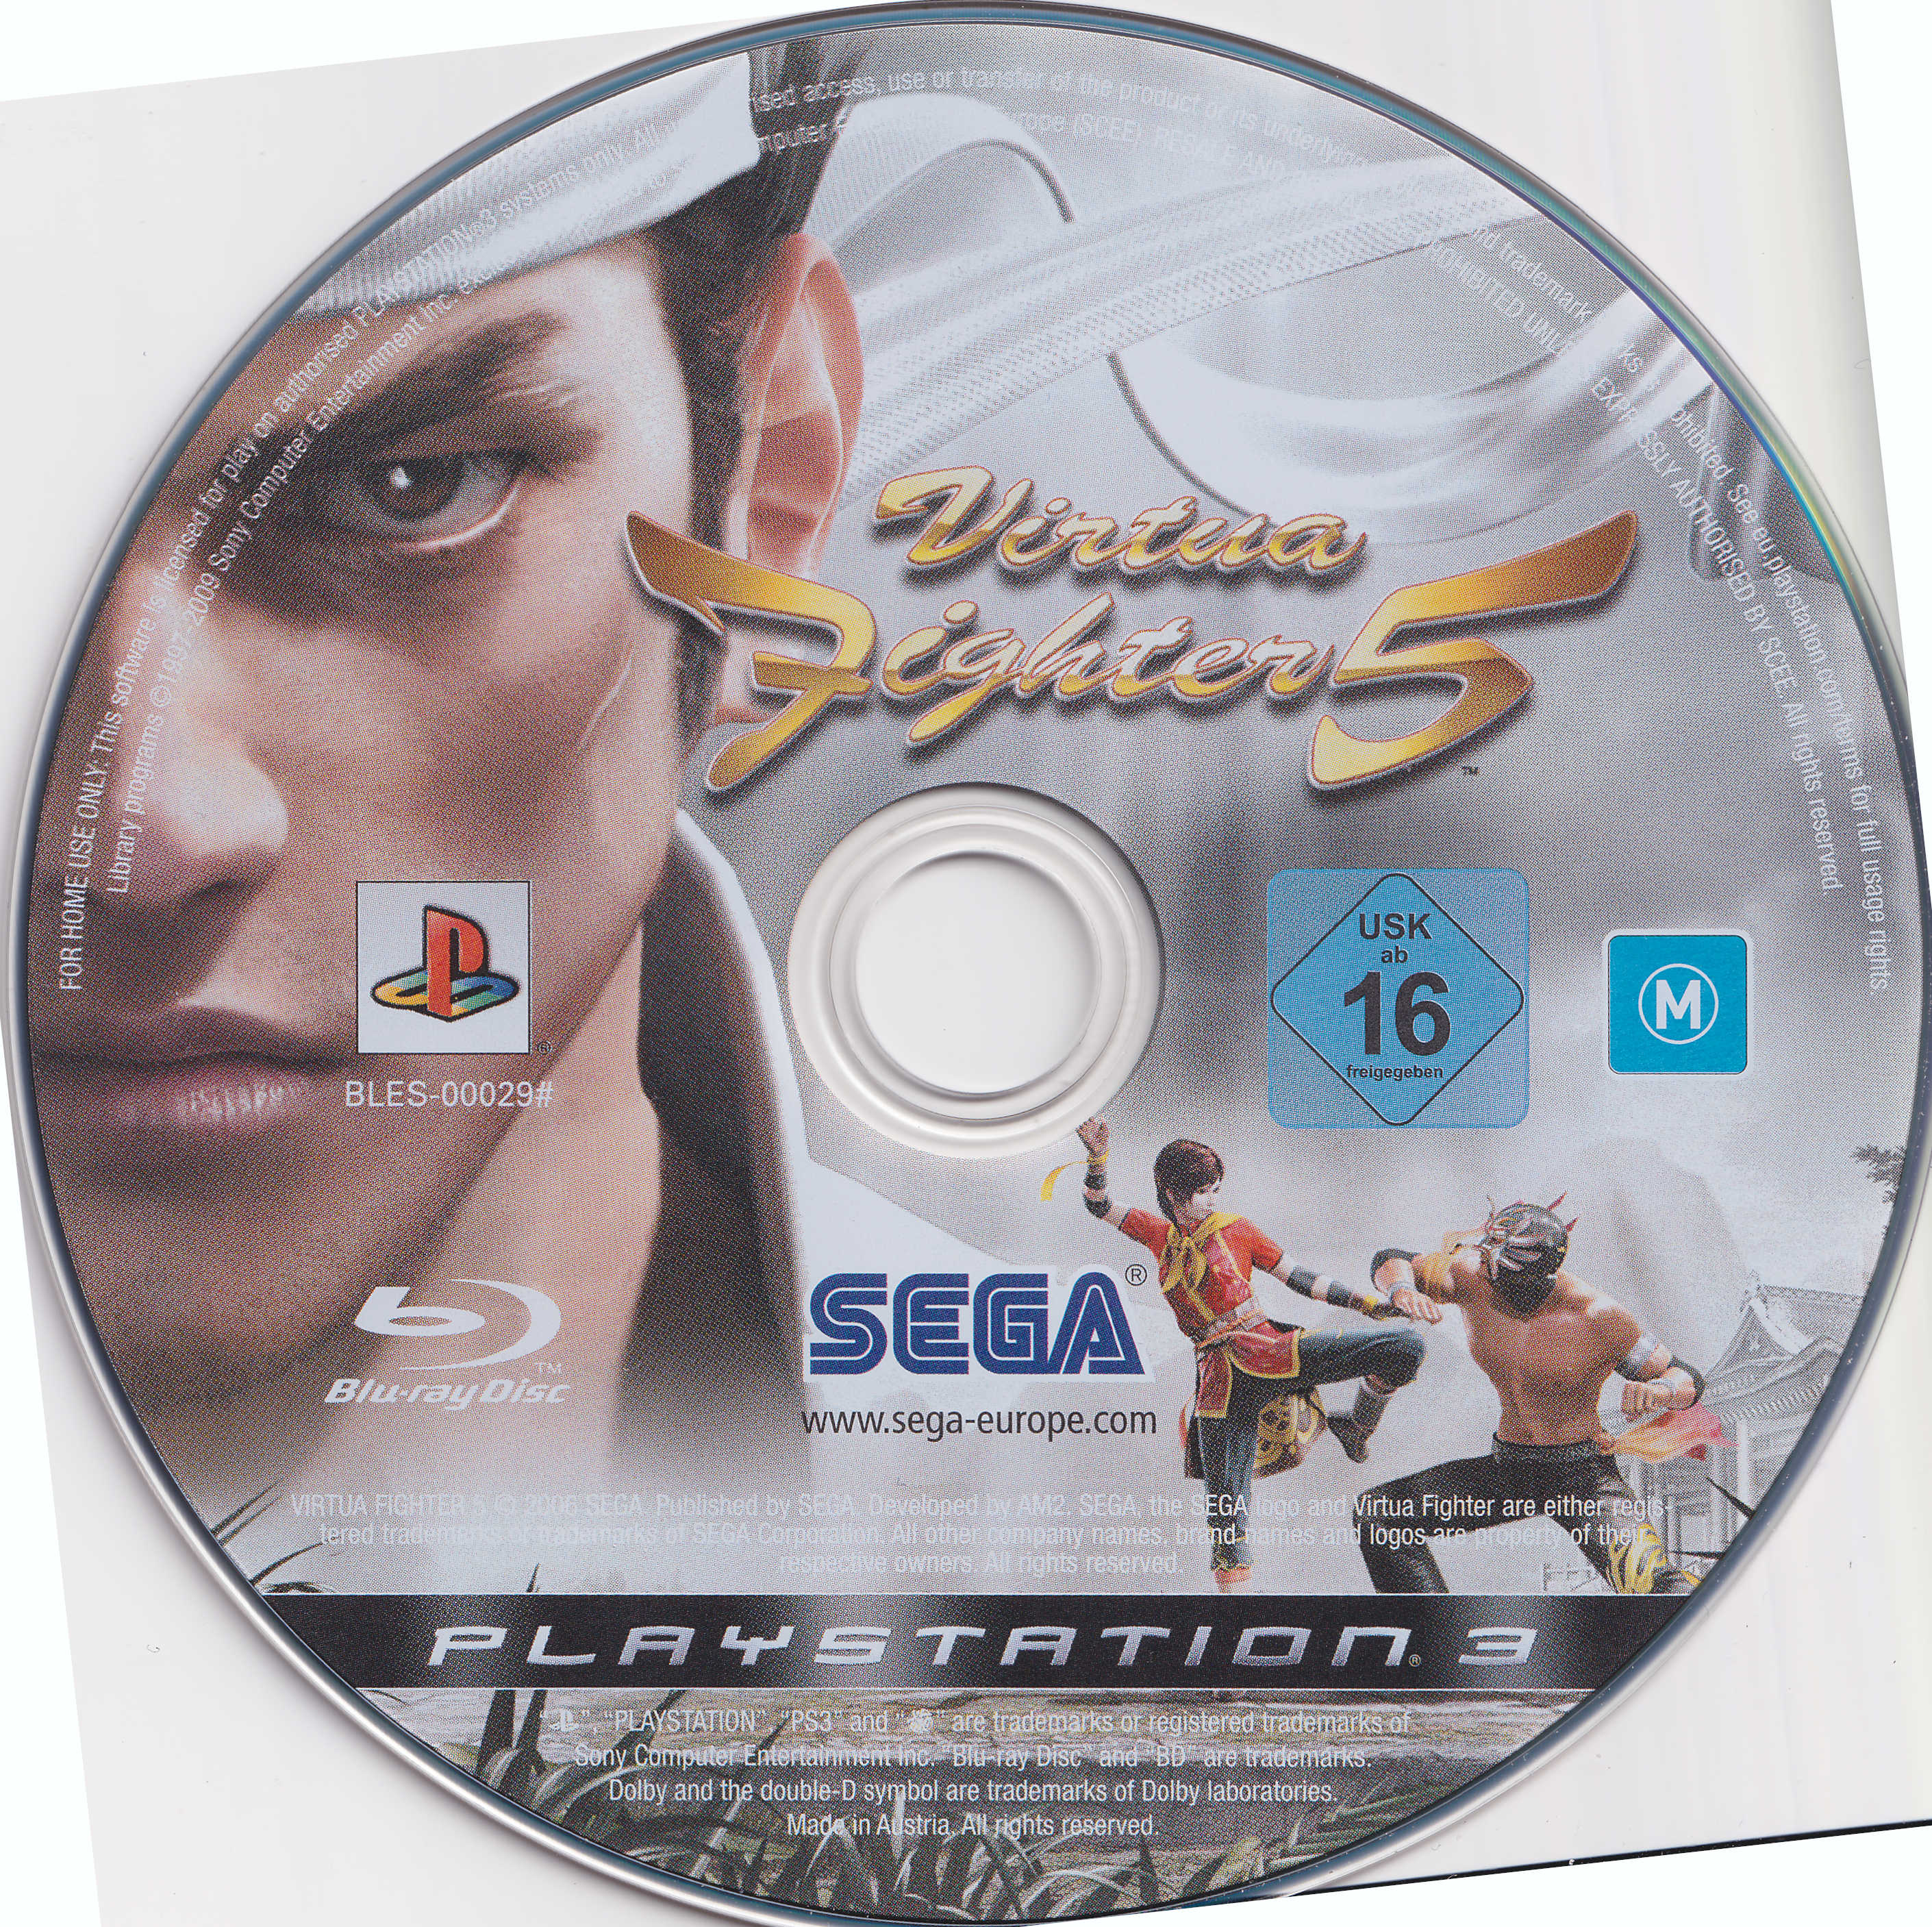 FOR HOME USE ONLY: This software is licensed for play on authorised PLAYSTATION®3 systems only. All access, use or transfer of the product or its underlying trademark prohibited. See eu.playstation.com/terms for full usage rights.
Library programs ©1997-2009 Sony Computer Entertainment Inc. (SCEE). RESALE AND PROHIBITED UNLESS EXPRESSLY AUTHORISED BY SCEE. All rights reserved
Virtua
Fighter 5
TM
USK
ab
16
freigegeben
M
®
BLES-00029#
SEGA®
Blu-ray Disc™
www.sega-europe.com
VIRTUA FIGHTER 5 © SEGA. Published by SEGA. Developed by AM2. SEGA, the SEGA logo and Virtua Fighter are either regis-
tered trademarks SEGA Corporation. All other company names, brand names and logos are property of their
respective owners. All rights reserved.
PLAYSTATION®3
" ", "PLAYSTATION", "PS3" and " " are trademarks or registered trademarks of
Sony Computer Entertainment Inc. "Blu-ray Disc" and "BD" are trademarks.
Dolby and the double-D symbol are trademarks of Dolby laboratories.
Made in Austria. All rights reserved.